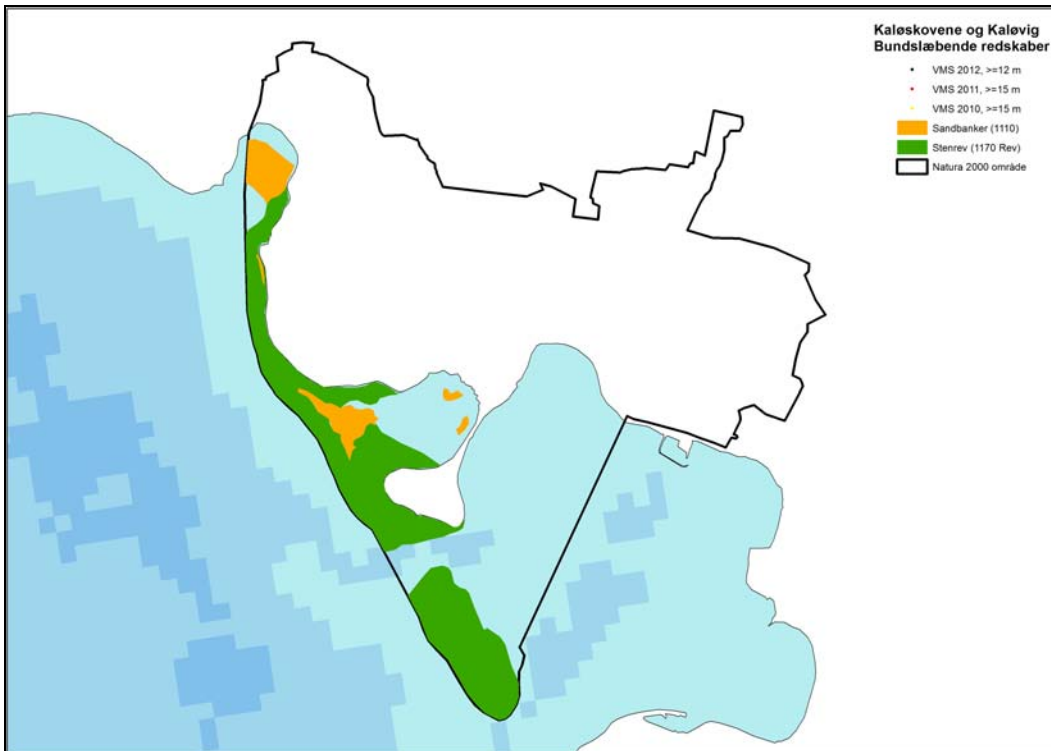 Kaløskovene og Kaløvig
Bundslæbende redskaber
VMS 2012, >=12 m
VMS 2011, >=15 m
VMS 2010, >=15 m
Sandbanker (1110)
Stenrev (1170 Rev)
Natura 2000 område